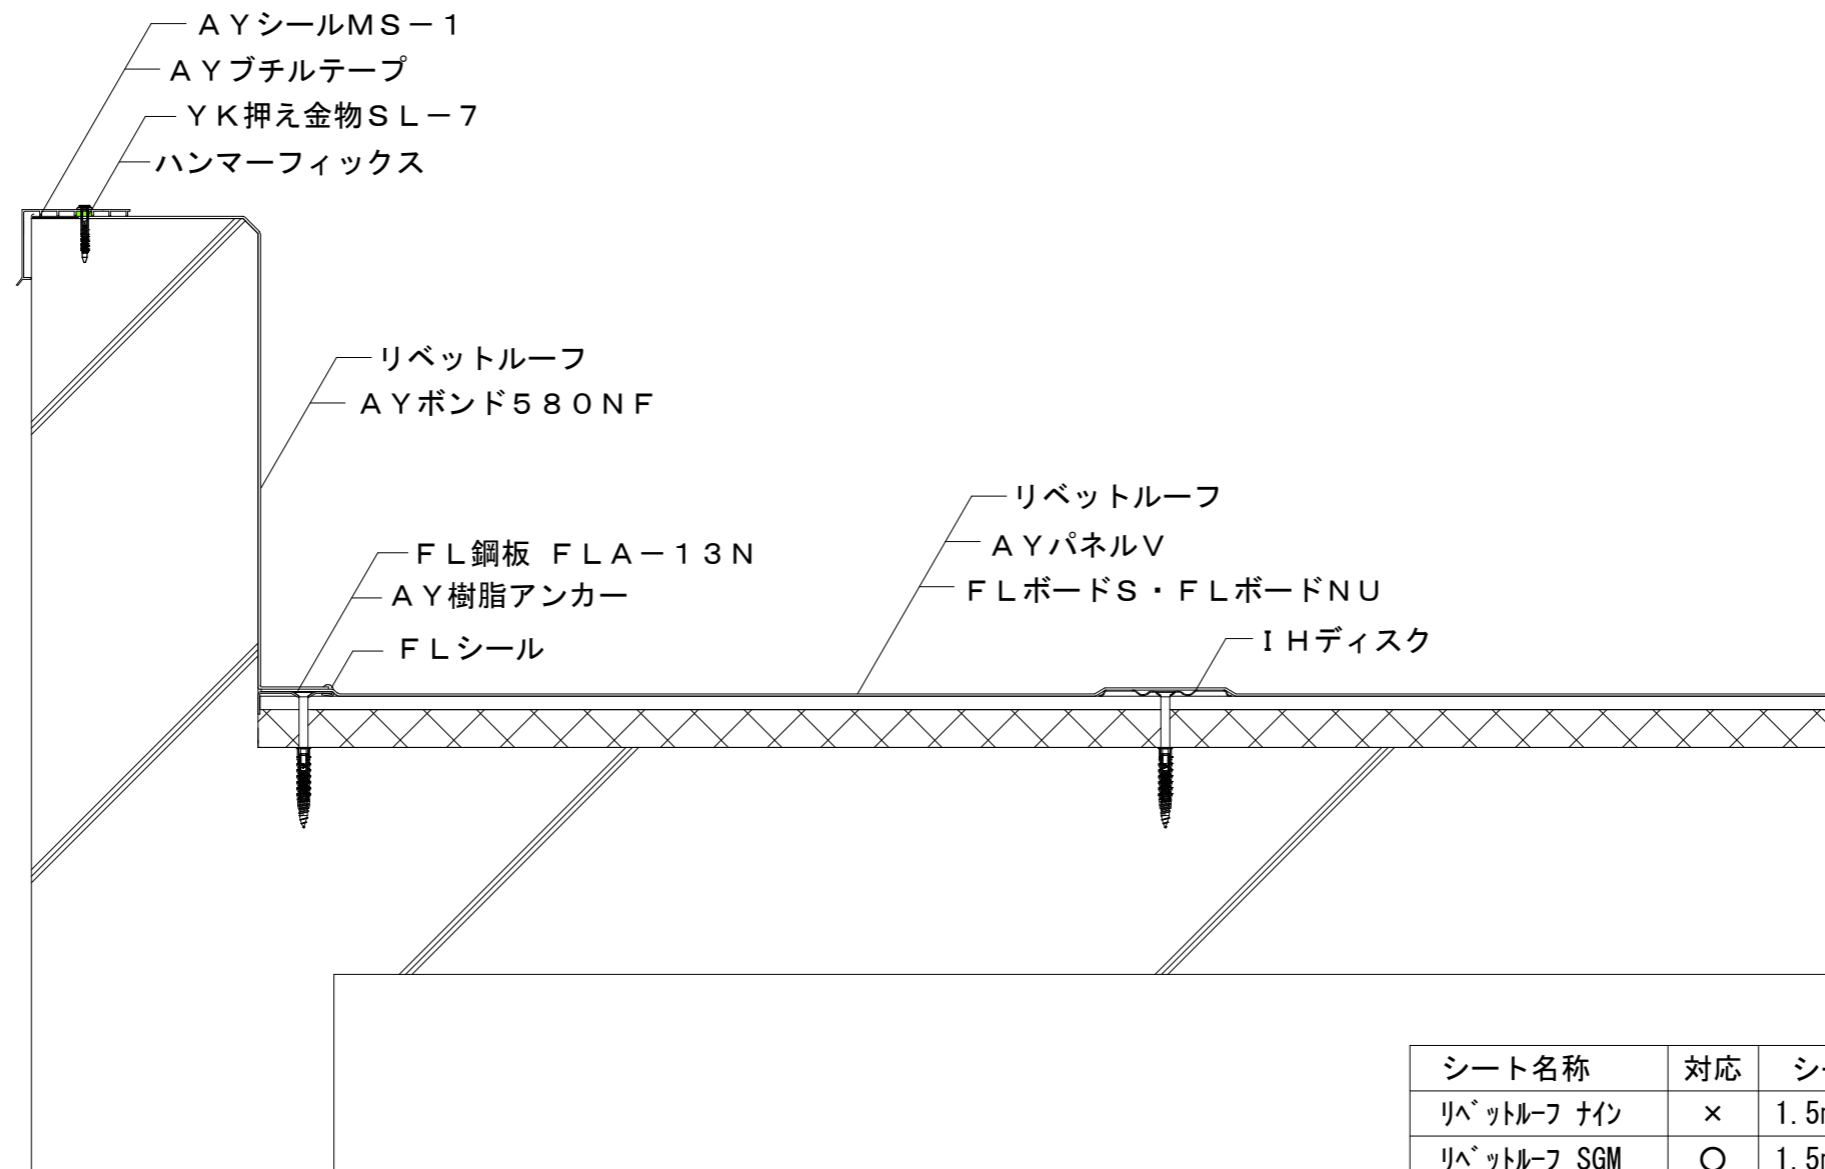 ＡＹシールＭＳ－１
ＡＹブチルテープ
ＹＫ押え金物ＳＬ－７
ハンマーフィックス
リベットルーフ
ＡＹボンド５８０ＮＦ
リベットルーフ
ＡＹパネルＶ
ＦＬボードＳ・ＦＬボードＮＵ
ＩＨディスク
ＦＬ鋼板 ＦＬＡ－１３Ｎ
ＡＹ樹脂アンカー
ＦＬシール
シート名称 対応
ﾘﾍﾞｯﾄﾙｰﾌ ﾅｲﾝ × 1.5
ﾘﾍﾞｯﾄﾙｰﾌ SGM ○ 1.5